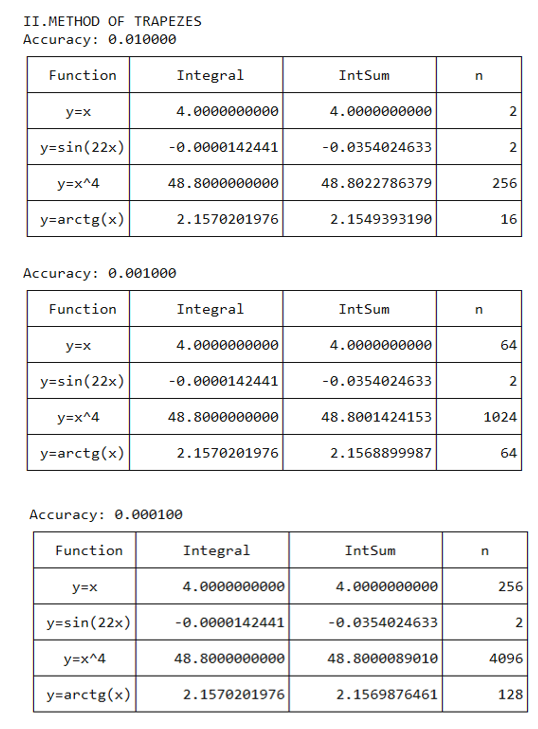 II.METHOD OF TRAPEZES
Accuracy: 0.010000
Function Integral IntSum n
y=x 4.0000000000 4.0000000000 2
y=sin(22x) -0.0000142441 -0.0354024633 2
y=x^4 48.8000000000 48.8022786379 256
y=arctg(x) 2.1570201976 2.1549393190 16
Accuracy: 0.001000
Function Integral IntSum n
y=x 4.0000000000 4.0000000000 64
y=sin(22x) -0.0000142441 -0.0354024633 2
y=x^4 48.8000000000 48.8001424153 1024
y=arctg(x) 2.1570201976 2.1568899987 64
Accuracy: 0.000100
Function Integral IntSum n
y=x 4.0000000000 4.0000000000 256
y=sin(22x) -0.0000142441 -0.0354024633 2
y=x^4 48.8000000000 48.8000089010 4096
y=arctg(x) 2.1570201976 2.1569876461 128